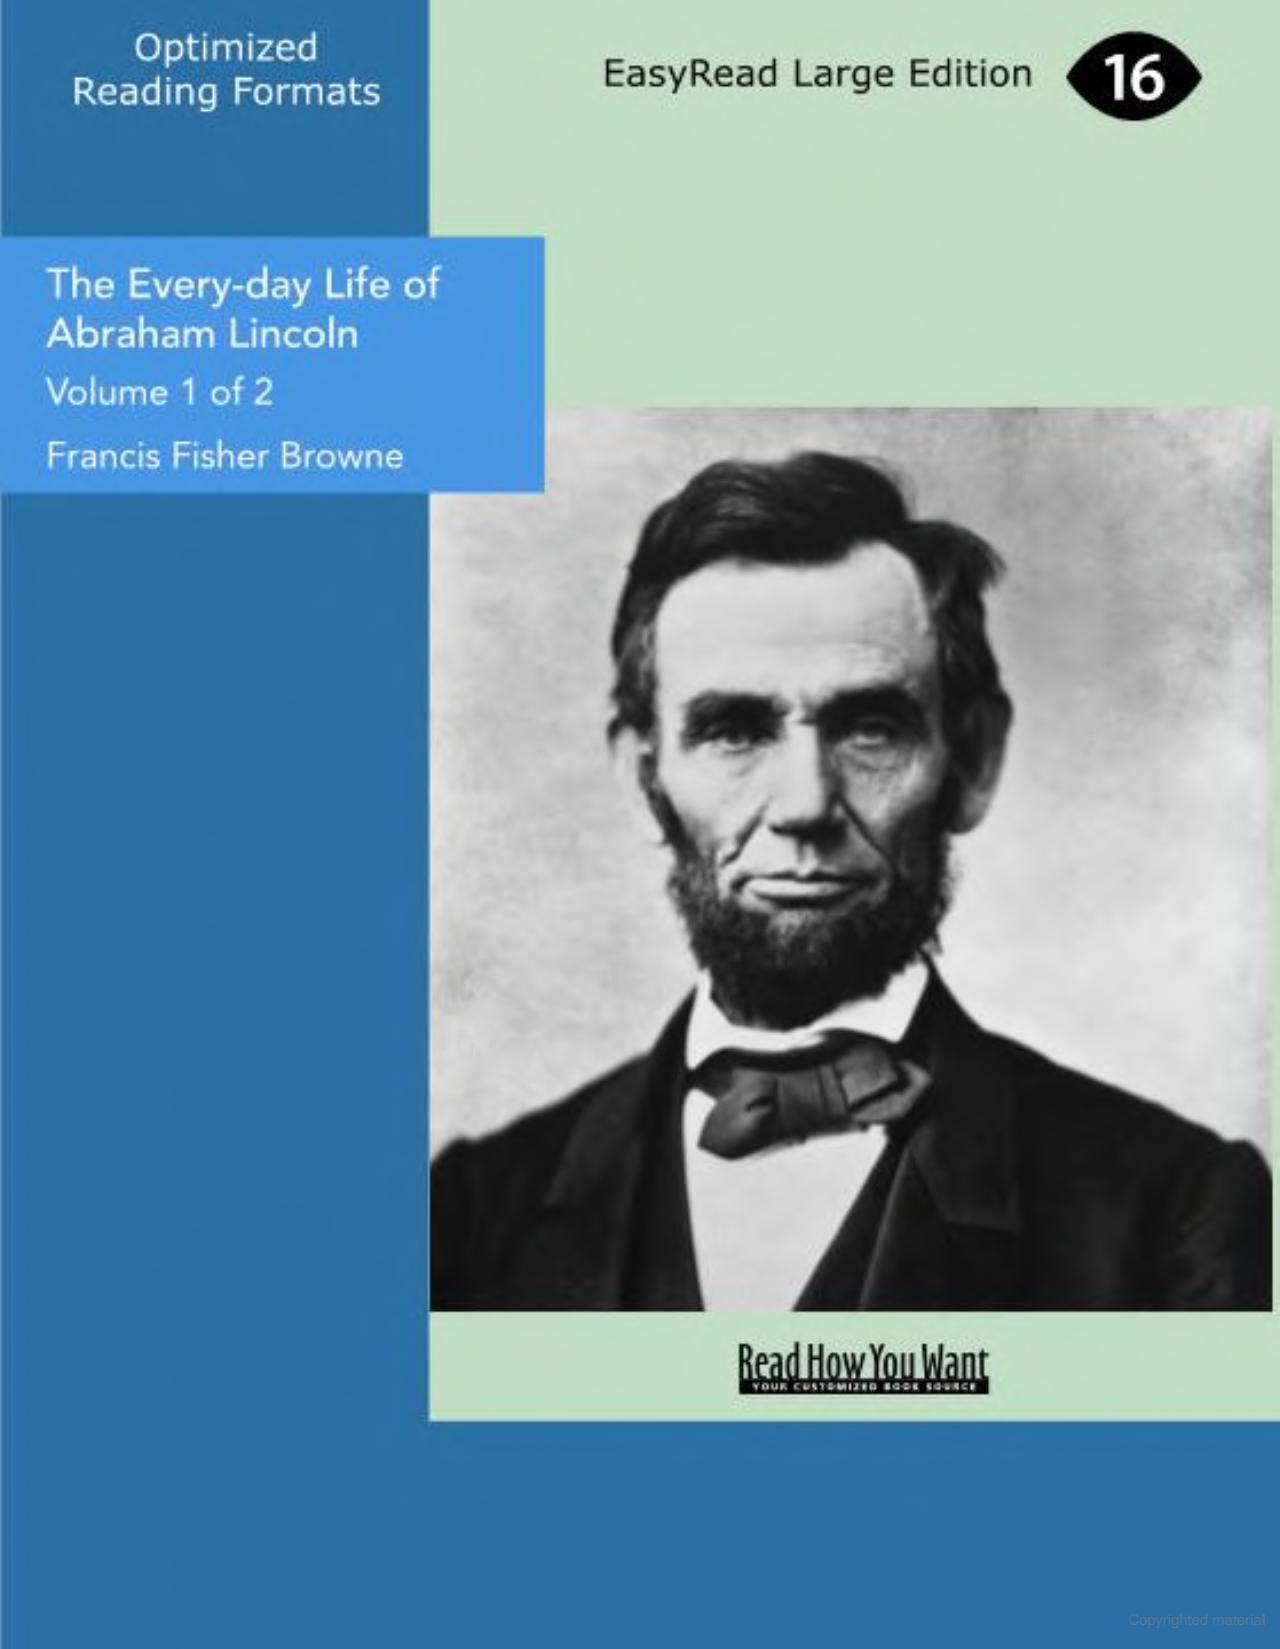 Optimized
Reading Formats
EasyRead Large Edition
16
The Every-day Life of
Abraham Lincoln
Volume 1 of 2
Francis Fisher Browne
Read How You Want
YOUR CUSTOMIZED BOOK SOURCE
Copyrighted material